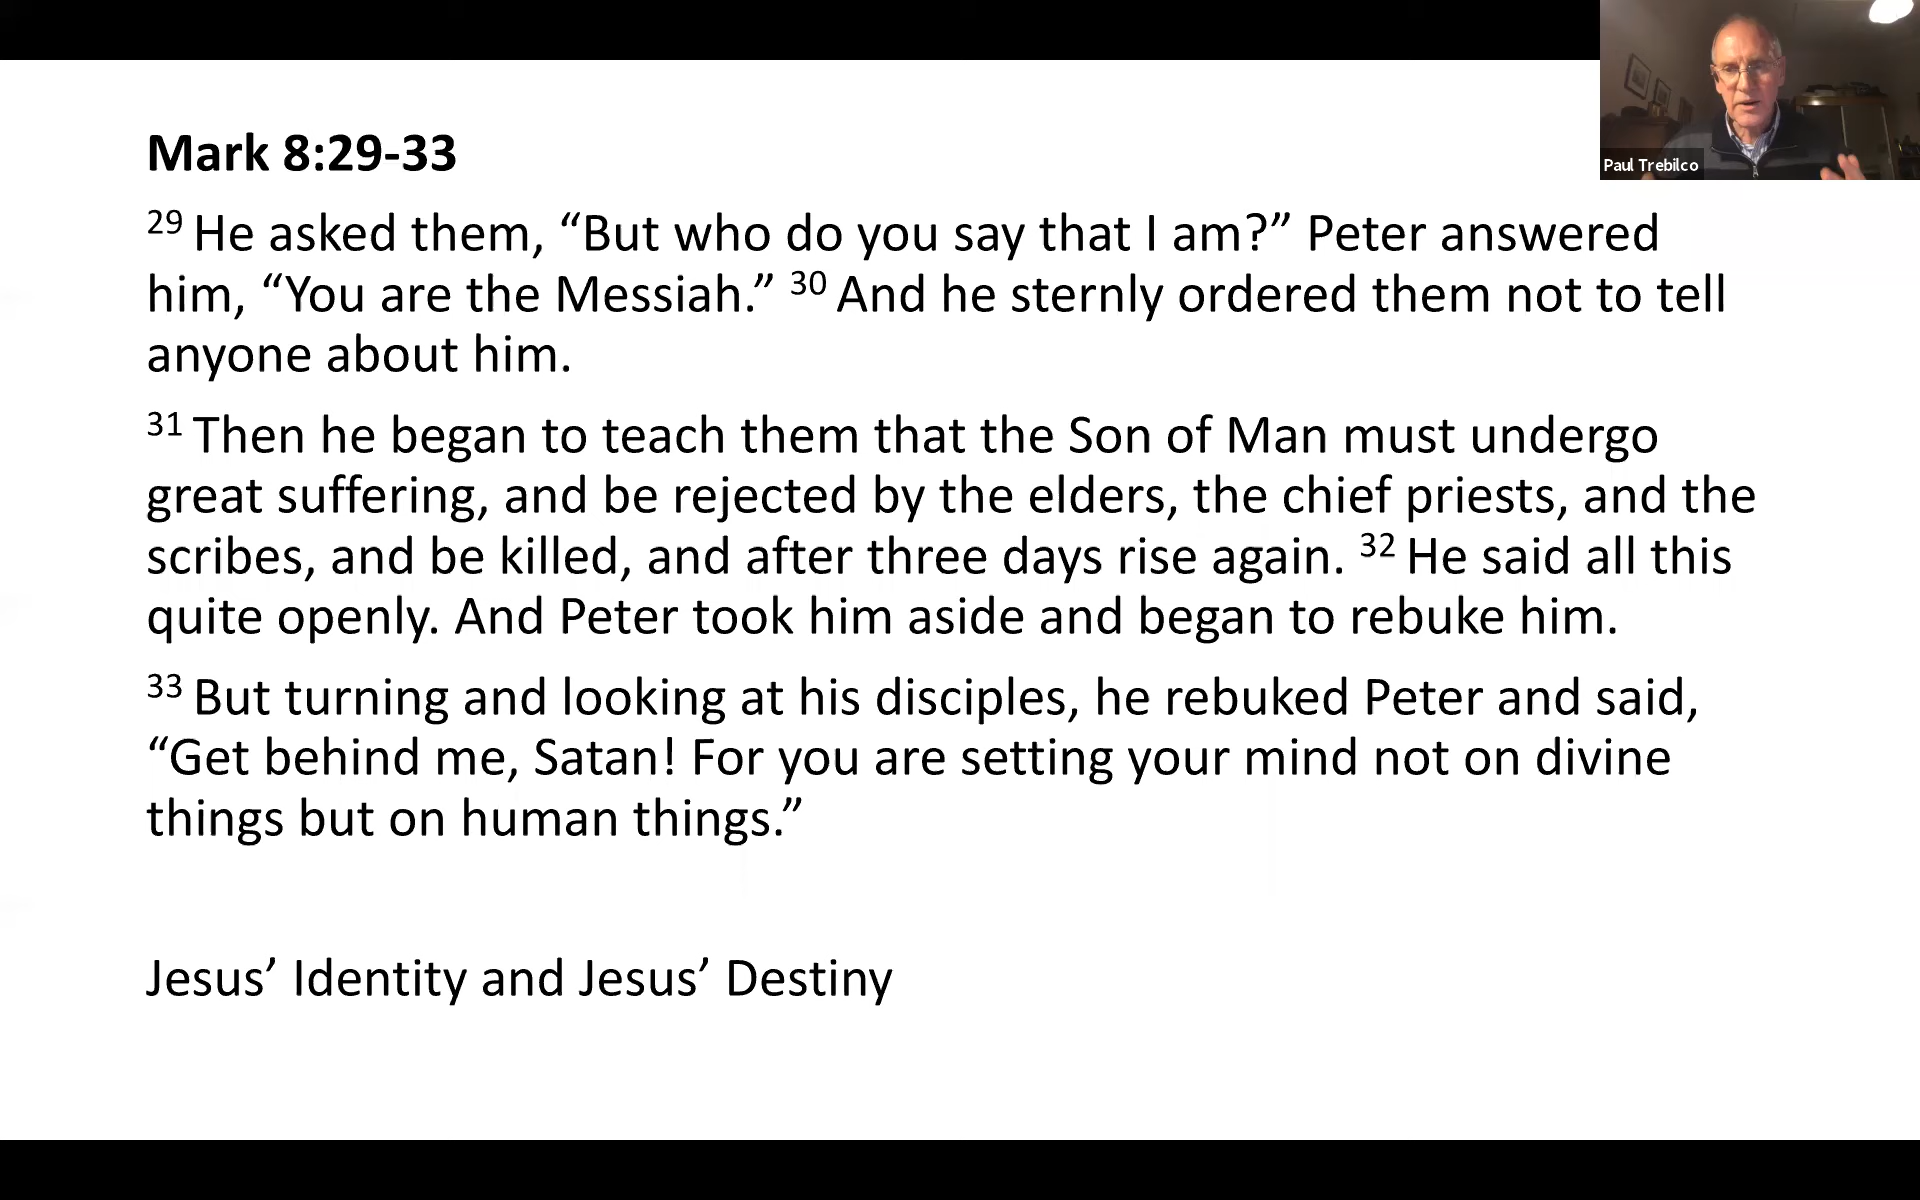 Paul Trebilco
Mark 8:29-33
29 He asked them, “But who do you say that I am?” Peter answered
him, “You are the Messiah.” 30 And he sternly ordered them not to tell
anyone about him.
31 Then he began to teach them that the Son of Man must undergo
great suffering, and be rejected by the elders, the chief priests, and the
scribes, and be killed, and after three days rise again. 32 He said all this
quite openly. And Peter took him aside and began to rebuke him.
33 But turning and looking at his disciples, he rebuked Peter and said,
“Get behind me, Satan! For you are setting your mind not on divine
things but on human things.”
Jesus’ Identity and Jesus’ Destiny